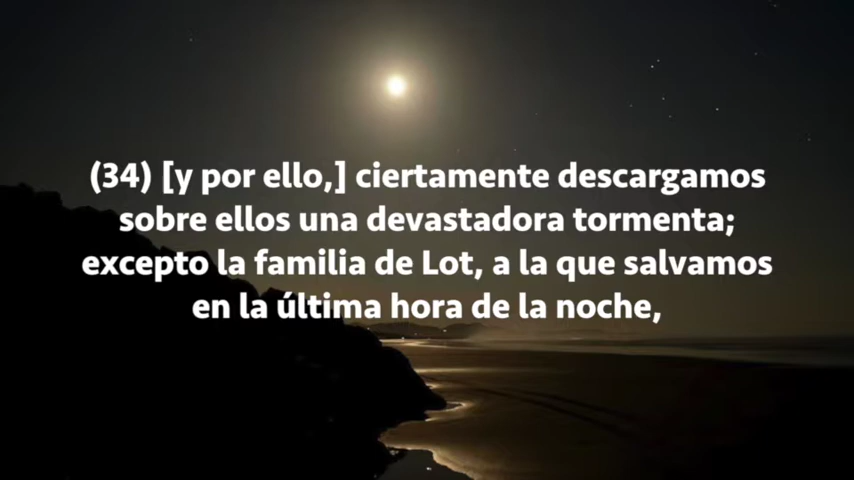 (34) [y por ello,] ciertamente descargamos
sobre ellos una devastadora tormenta;
excepto la familia de Lot, a la que salvamos
en la última hora de la noche,